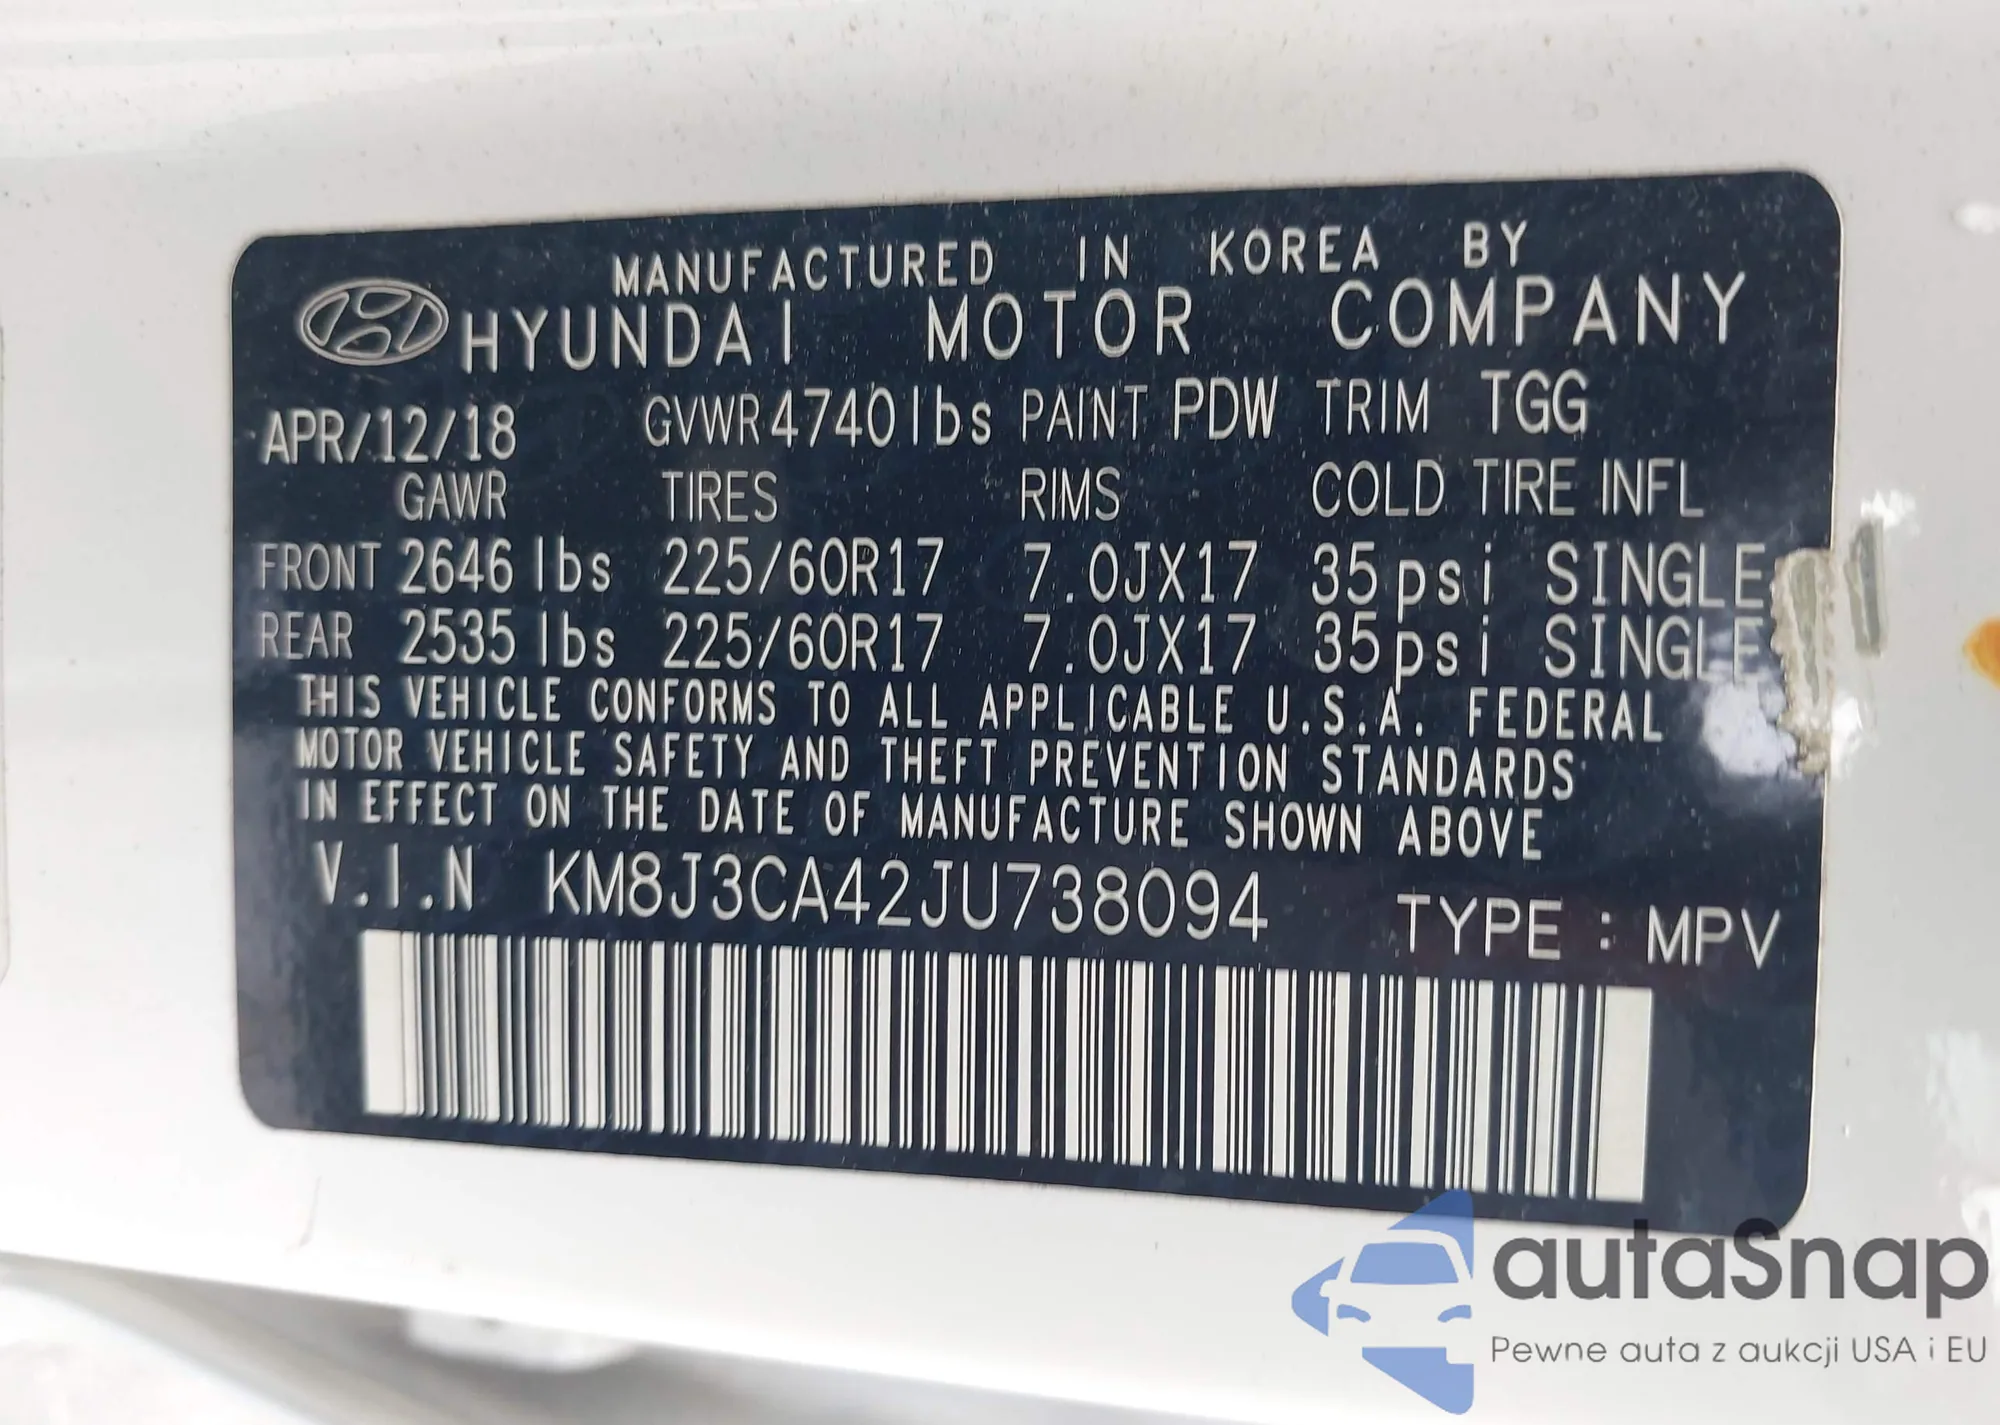 MANUFACTURED IN KOREA BY
HYUNDAI MOTOR COMPANY
APR/12/18 GVWR 4740lbs PAINT PDW TRIM TGG
GAWR TIRES RIMS COLD TIRE INFL
FRONT 2646 lbs 225/60R17 7.0JX17 35psi SINGLE
REAR 2535 lbs 225/60R17 7.0JX17 35psi SINGLE
THIS VEHICLE CONFORMS TO ALL APPLICABLE U.S.A. FEDERAL
MOTOR VEHICLE SAFETY AND THEFT PREVENTION STANDARDS
IN EFFECT ON THE DATE OF MANUFACTURE SHOWN ABOVE
V.I.N KM8J3CA42JU738094 TYPE : MPV
autaSnap
Pewne auta z aukcji USA i EU